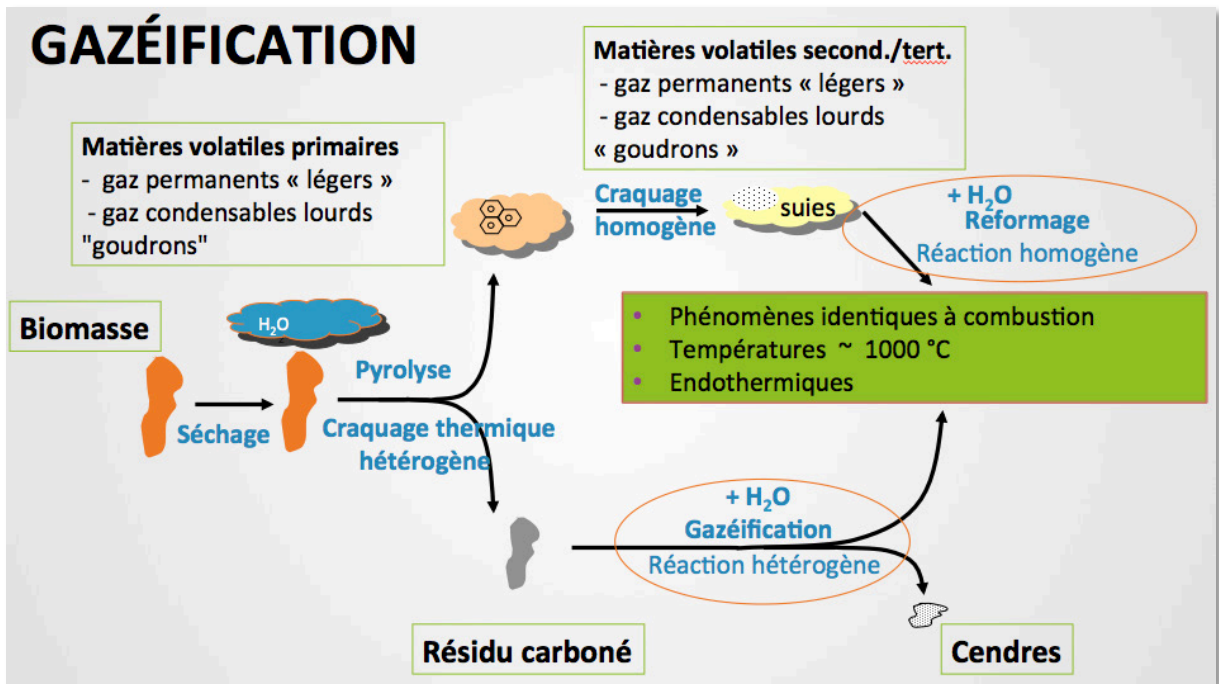 GAZÉIFICATION
Matières volatiles second./tert.
- gaz permanents « légers »
- gaz condensables lourds
« goudrons »
Matières volatiles primaires
- gaz permanents « légers »
- gaz condensables lourds
"goudrons"
Craquage
homogène
suies
+ H₂O
Réformage
Réaction homogène
Biomasse
H₂O
Séchage
Pyrolyse
Craquage thermique
hétérogène
• Phénomènes identiques à combustion
• Températures ~ 1000 °C
• Endothermiques
+ H₂O
Gazéification
Réaction hétérogène
Résidu carboné
Cendres